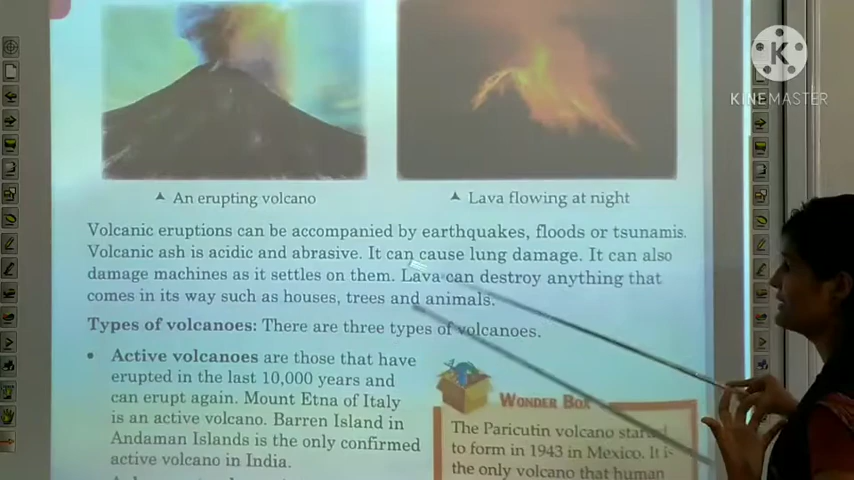 K
KINEMASTER
An erupting volcano
Lava flowing at night
Volcanic eruptions can be accompanied by earthquakes, floods or tsunamis.
Volcanic ash is acidic and abrasive. It can cause lung damage. It can also
damage machines as it settles on them. Lava can destroy anything that
comes in its way such as houses, trees and animals.
Types of volcanoes: There are three types of volcanoes.
• Active volcanoes are those that have
erupted in the last 10,000 years and
can erupt again. Mount Etna of Italy
is an active volcano. Barren Island in
Andaman Islands is the only confirmed
active volcano in India.
WONDER BOX
The Paricutin volcano started
to form in 1943 in Mexico. It is
the only volcano that human